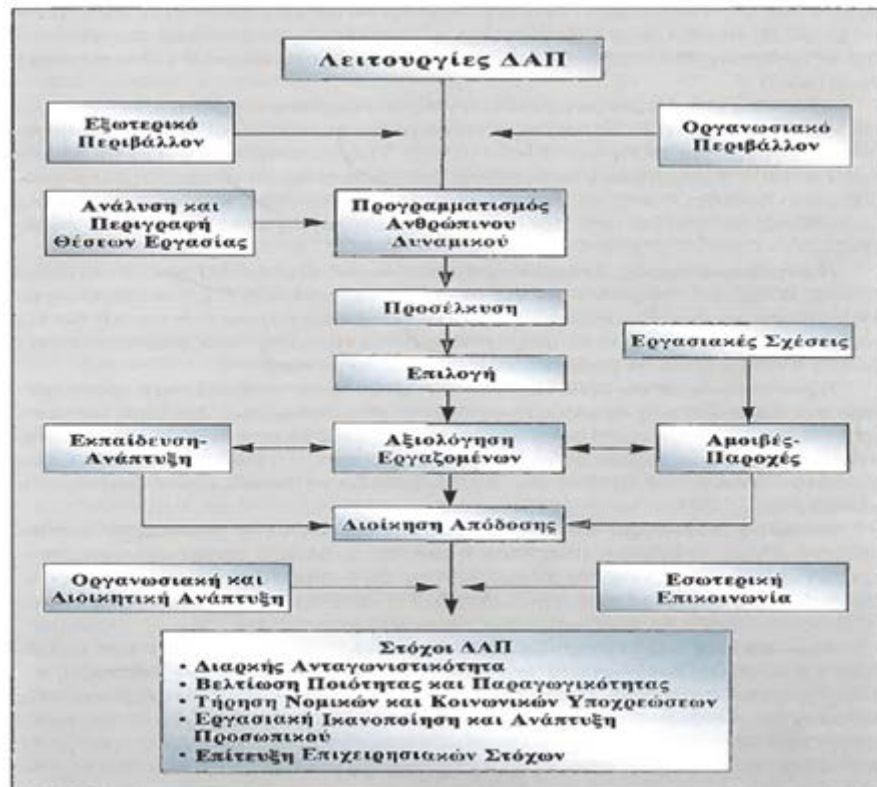 Λειτουργίες ΔΑΠ
Εξωτερικό
Περιβάλλον
Οργανωσιακό
Περιβάλλον
Ανάλυση και
Περιγραφή
Θέσεων Εργασίας
Προγραμματισμός
Ανθρώπινου
Δυναμικού
Προσέλκυση
Εργασιακές Σχέσεις
Επιλογή
Εκπαίδευση-
Ανάπτυξη
Αξιολόγηση
Εργαζομένων
Αμοιβές-
Παροχές
Διοίκηση Απόδοσης
Οργανωσιακή και
Διοικητική Ανάπτυξη
Εσωτερική
Επικοινωνία
Στόχοι ΔΑΠ
• Διαρκής Ανταγωνιστικότητα
• Βελτίωση Ποιότητας και Παραγωγικότητας
• Τήρηση Νομικών και Κοινωνικών Υποχρεώσεων
• Εργασιακή Ικανοποίηση και Ανάπτυξη
Προσωπικού
• Επίτευξη Επιχειρησιακών Στόχων